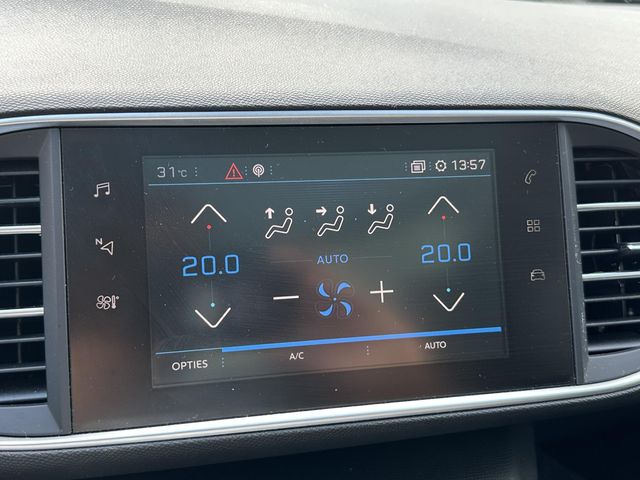 31°C 13:57
N
20.0 20.0
AUTO
OPTIES A/C AUTO